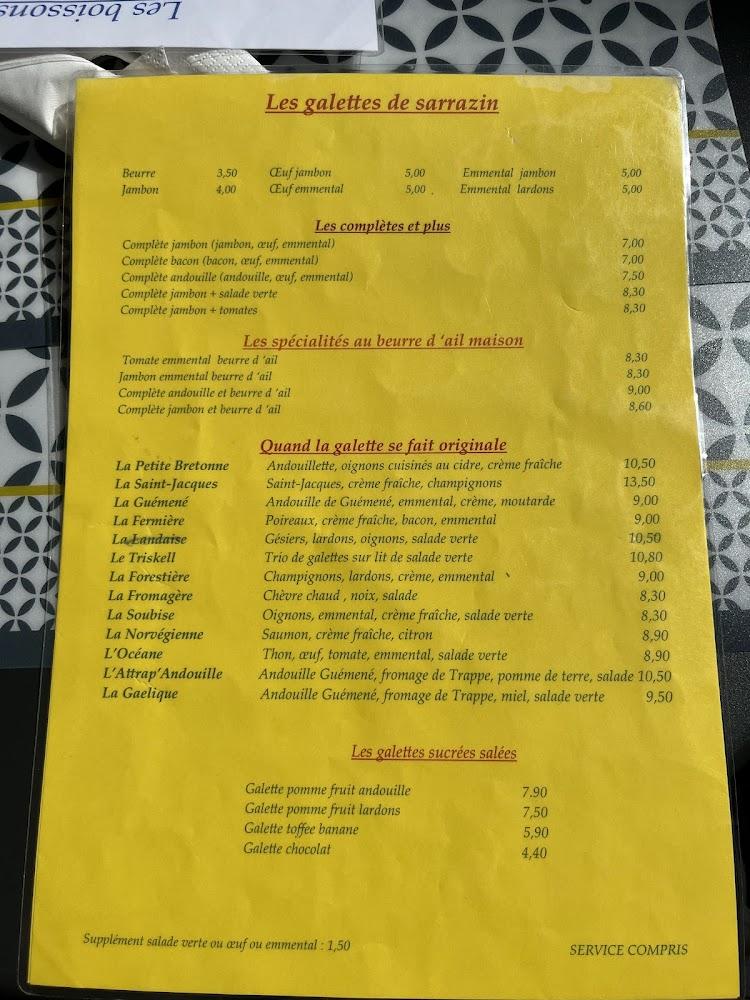 Les boissons
Les galettes de sarrazin
Beurre 3,50 Œuf jambon 5,00 Emmental jambon 5,00
Jambon 4,00 Œuf emmental 5,00 Emmental lardons 5,00
Les complètes et plus
Complète jambon (jambon, œuf, emmental) 7,00
Complète bacon (bacon, œuf, emmental) 7,00
Complète andouille (andouille, œuf, emmental) 7,50
Complète jambon + salade verte 8,30
Complète jambon + tomates 8,30
Les spécialités au beurre d 'ail maison
Tomate emmental beurre d 'ail 8,30
Jambon emmental beurre d 'ail 8,30
Complète andouille et beurre d 'ail 9,00
Complète jambon et beurre d 'ail 8,60
Quand la galette se fait originale
La Petite Bretonne Andouillette, oignons cuisinés au cidre, crème fraîche 10,50
La Saint-Jacques Saint-Jacques, crème fraîche, champignons 13,50
La Guémené Andouille de Guémené, emmental, crème, moutarde 9,00
La Fermière Poireaux, crème fraîche, bacon, emmental 9,00
La Landaise Gésiers, lardons, oignons, salade verte 10,50
Le Triskell Trio de galettes sur lit de salade verte 10,80
La Forestière Champignons, lardons, crème, emmental 9,00
La Fromagère Chèvre chaud , noix, salade 8,30
La Soubise Oignons, emmental, crème fraîche, salade verte 8,30
La Norvégienne Saumon, crème fraîche, citron 8,90
L'Océane Thon, œuf, tomate, emmental, salade verte 8,90
L'Attrap'Andouille Andouille Guémené, fromage de Trappe, pomme de terre, salade 10,50
La Gaelique Andouille Guémené, fromage de Trappe, miel, salade verte 9,50
Les galettes sucrées salées
Galette pomme fruit andouille 7.90
Galette pomme fruit lardons 7,50
Galette toffee banane 5,90
Galette chocolat 4,40
Supplément salade verte ou œuf ou emmental : 1,50
SERVICE COMPRIS